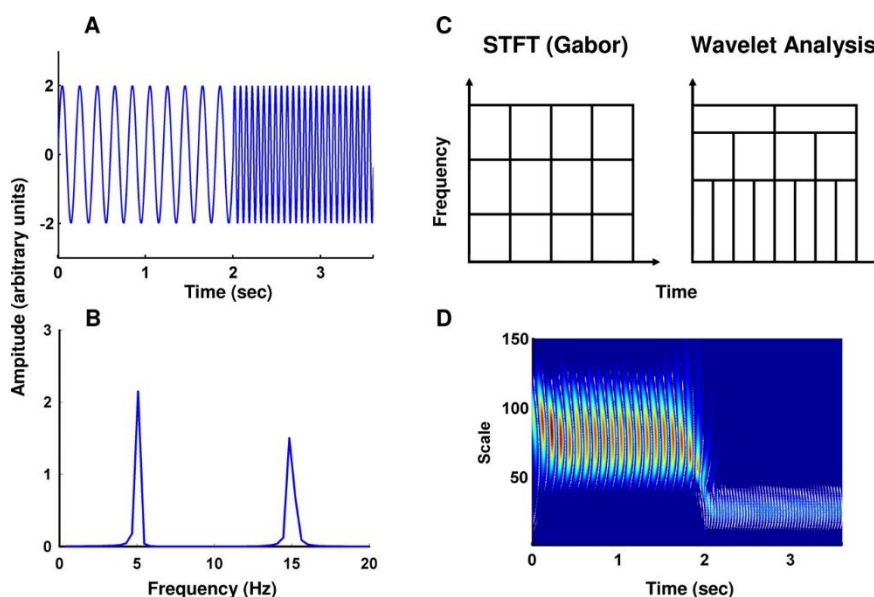 A
2
0
-2
0
1
2
3
Time (sec)
Ampitude (arbitrary units)
B
3
2
1
0
0
5
10
15
20
Frequency (Hz)
C
STFT (Gabor)
Wavelet Analysis
Frequency
Time
D
150
100
50
Scale
0
1
2
3
Time (sec)